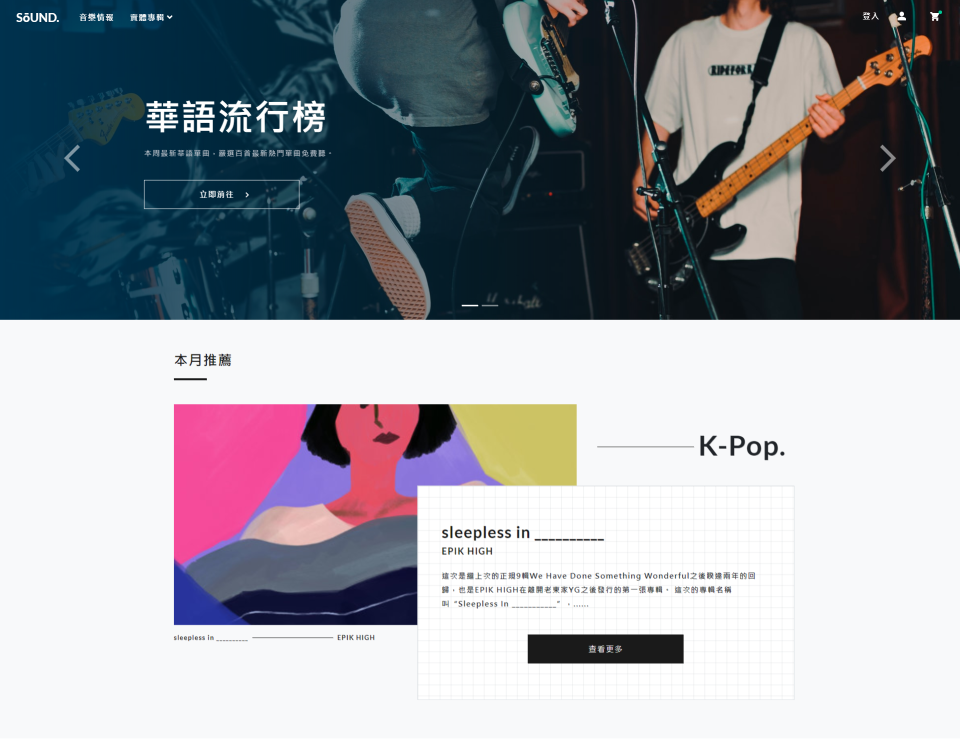 SōUND.
音樂情報
實體專輯
登入
華語流行榜
本周最新華語單曲,嚴選百首最新熱門單曲免費聽。
立即前往
本月推薦
K-Pop.
sleepless in __________
EPIK HIGH
這次是繼上次的正規9輯We Have Done Something Wonderful之後睽違兩年的回
歸,也是EPIK HIGH在離開老東家YG之後發行的第一張專輯, 這次的專輯名稱
叫“Sleepless In ___________”、......
查看更多
sleepless in __________ EPIK HIGH